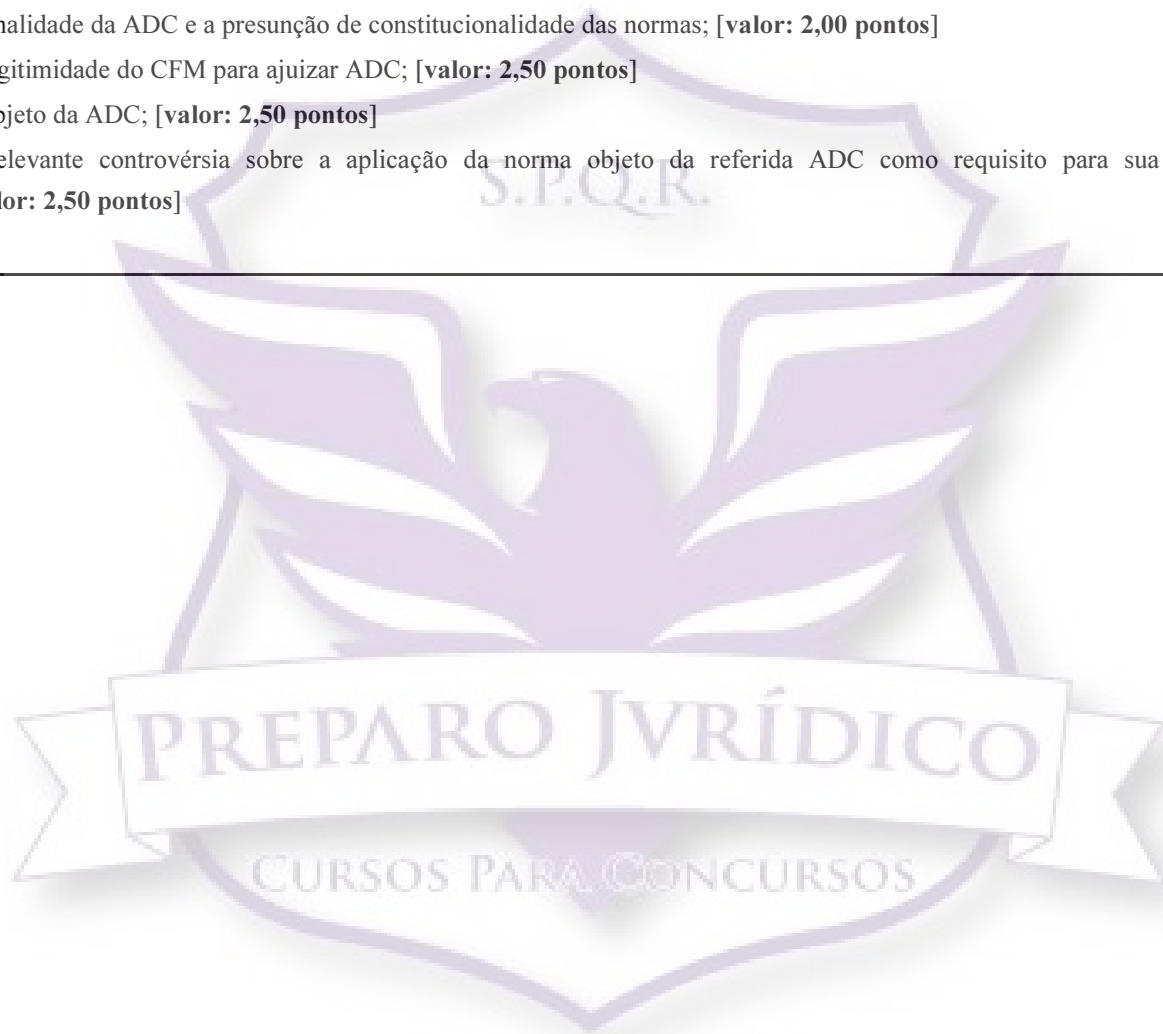 nalidade da ADC e a presunção de constitucionalidade das normas; [valor: 2,00 pontos]
gitimidade do CFM para ajuizar ADC; [valor: 2,50 pontos]
jeto da ADC; [valor: 2,50 pontos]
elevante controvérsia sobre a aplicação da norma objeto da referida ADC como requisito para sua
lor: 2,50 pontos]
S.P.Q.R.
PREPARO JVRÍDICO
CURSOS PARA CONCURSOS